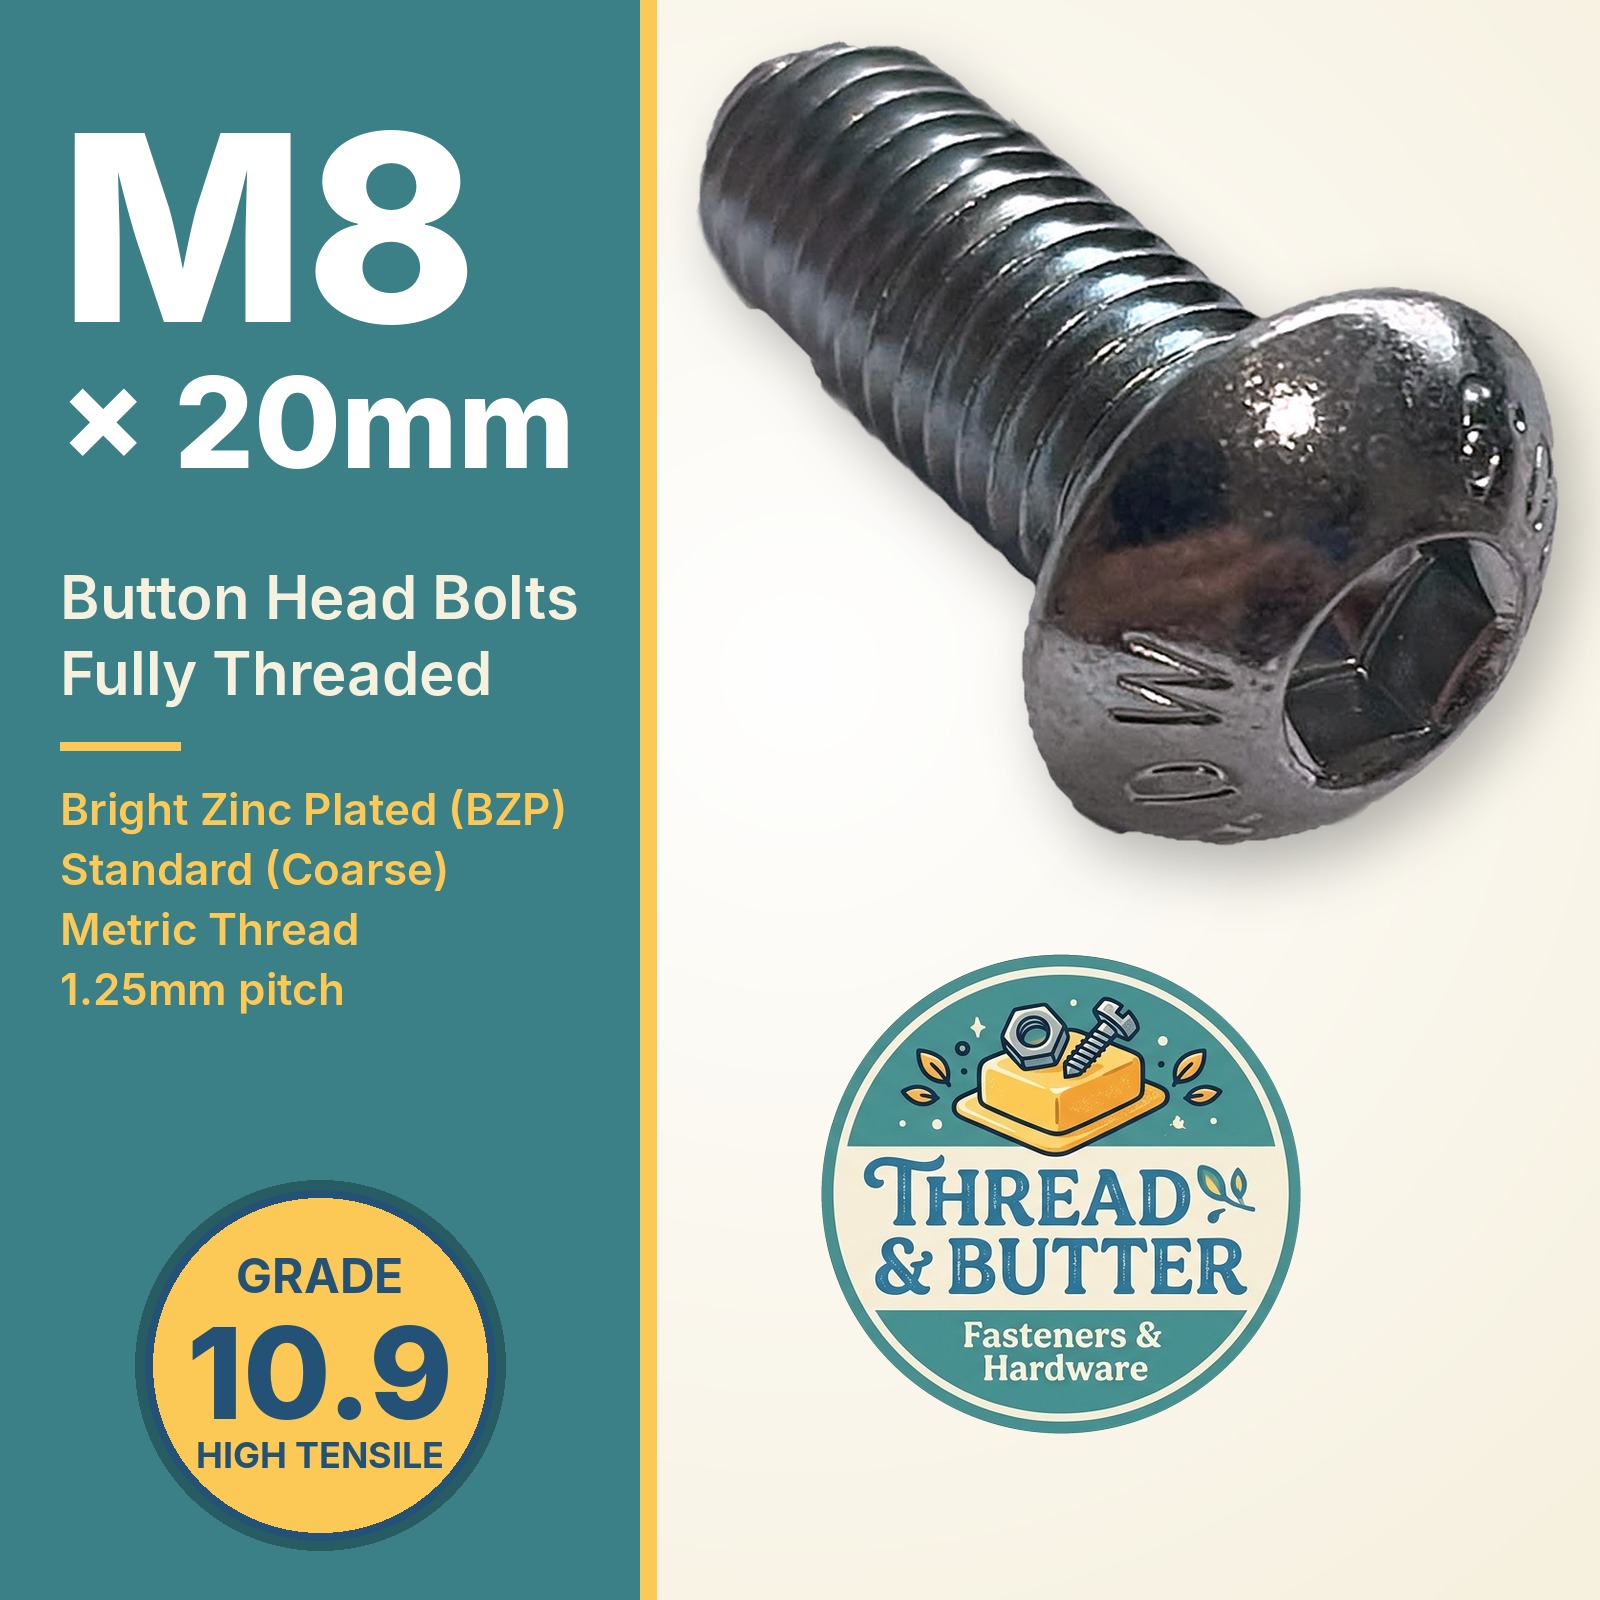 M8
× 20mm
Button Head Bolts
Fully Threaded
Bright Zinc Plated (BZP)
Standard (Coarse)
Metric Thread
1.25mm pitch
GRADE
10.9
HIGH TENSILE
THREAD
& BUTTER
Fasteners &
Hardware